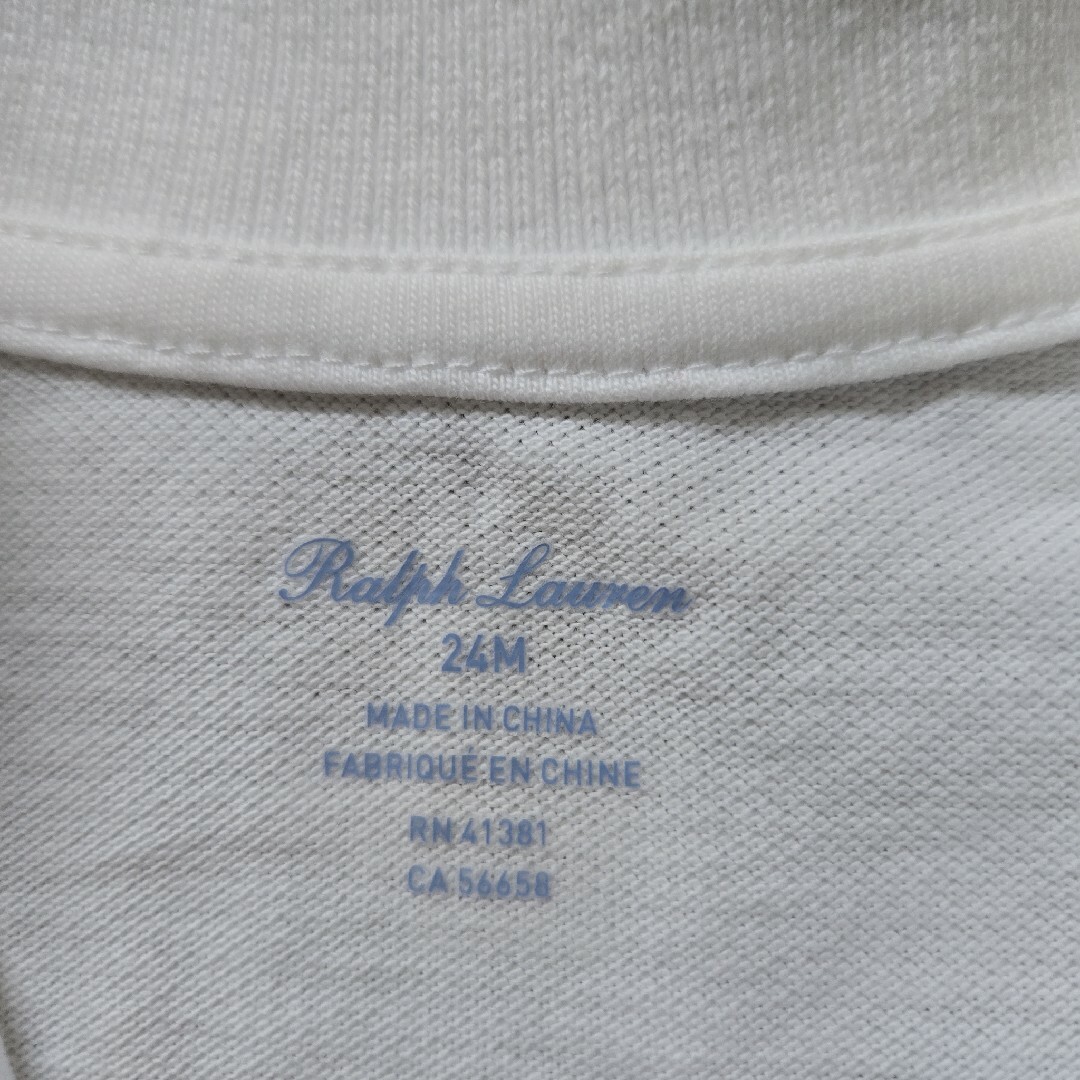 Ralph Lauren
24M
MADE IN CHINA
FABRIQUÉ EN CHINE
RN 41381
CA 56658